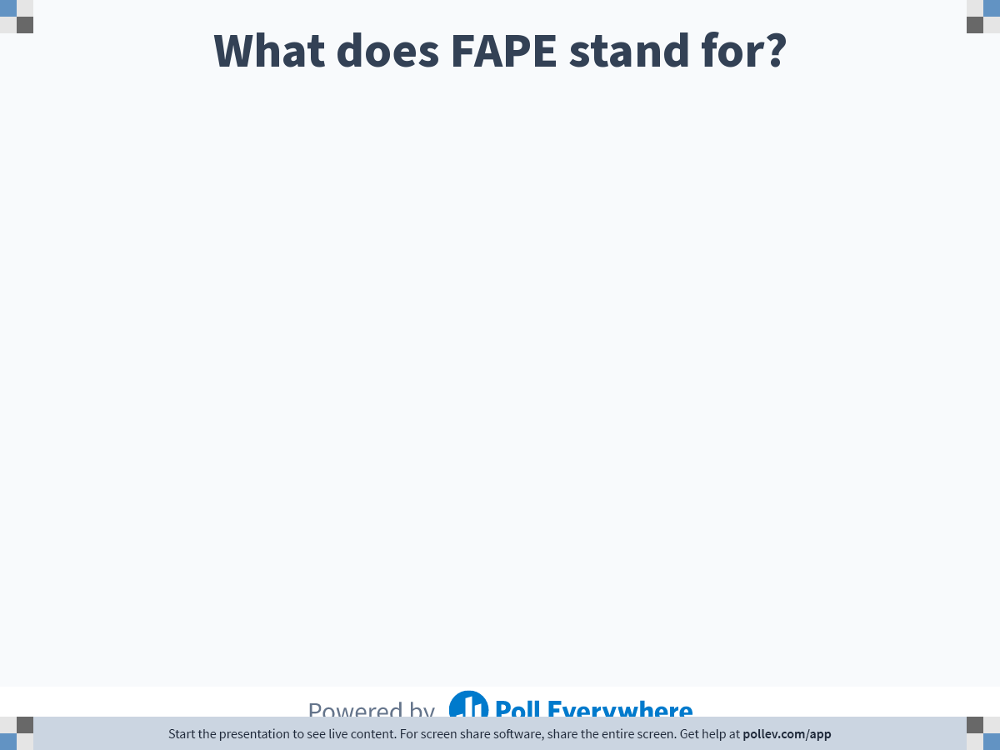 What does FAPE stand for?
Powered by Poll Everywhere
Start the presentation to see live content. For screen share software, share the entire screen. Get help at pollev.com/app